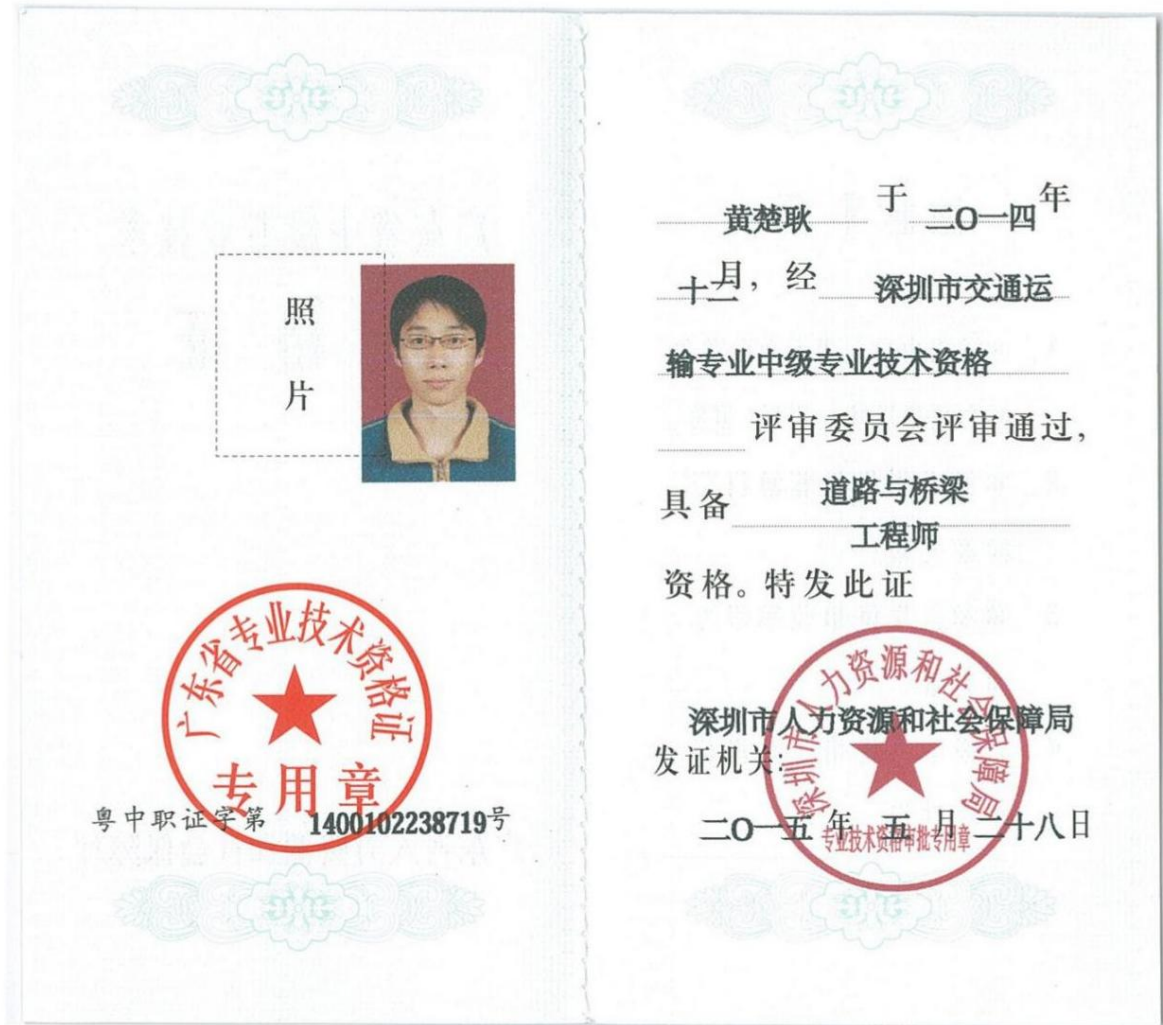 照
片
广东省专业技术资格证
专用章
粤中职证字第 1400102238719号
黄楚耿 于 二〇一四 年
十二月，经 深圳市交通运
输专业中级专业技术资格
评审委员会评审通过，
具备 道路与桥梁
工程师
资格。特发此证
深圳市人力资源和社会保障局
深圳市人力资源和社会保障局
发证机关：
二〇一五 年 五 月 二十八日
专业技术资格审批专用章